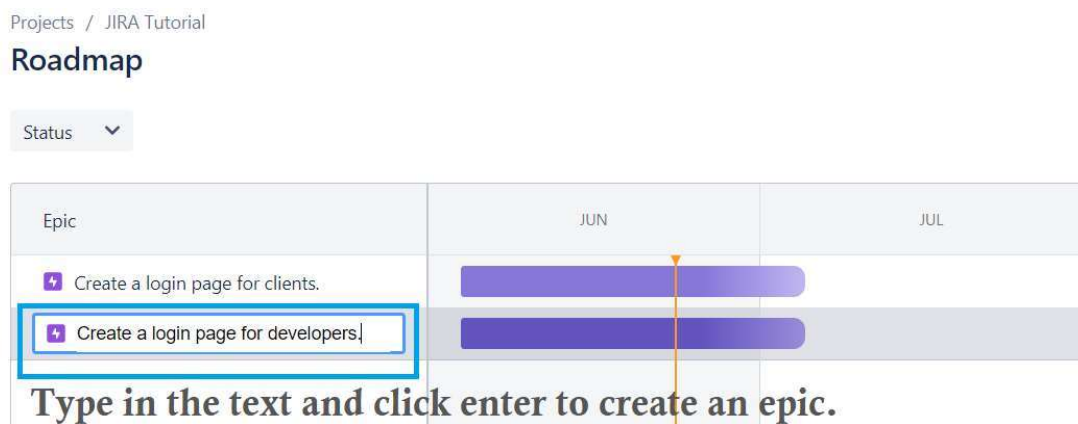 Projects / JIRA Tutorial
Roadmap
Status
Epic JUN JUL
Create a login page for clients.
Create a login page for developers.
Type in the text and click enter to create an epic.